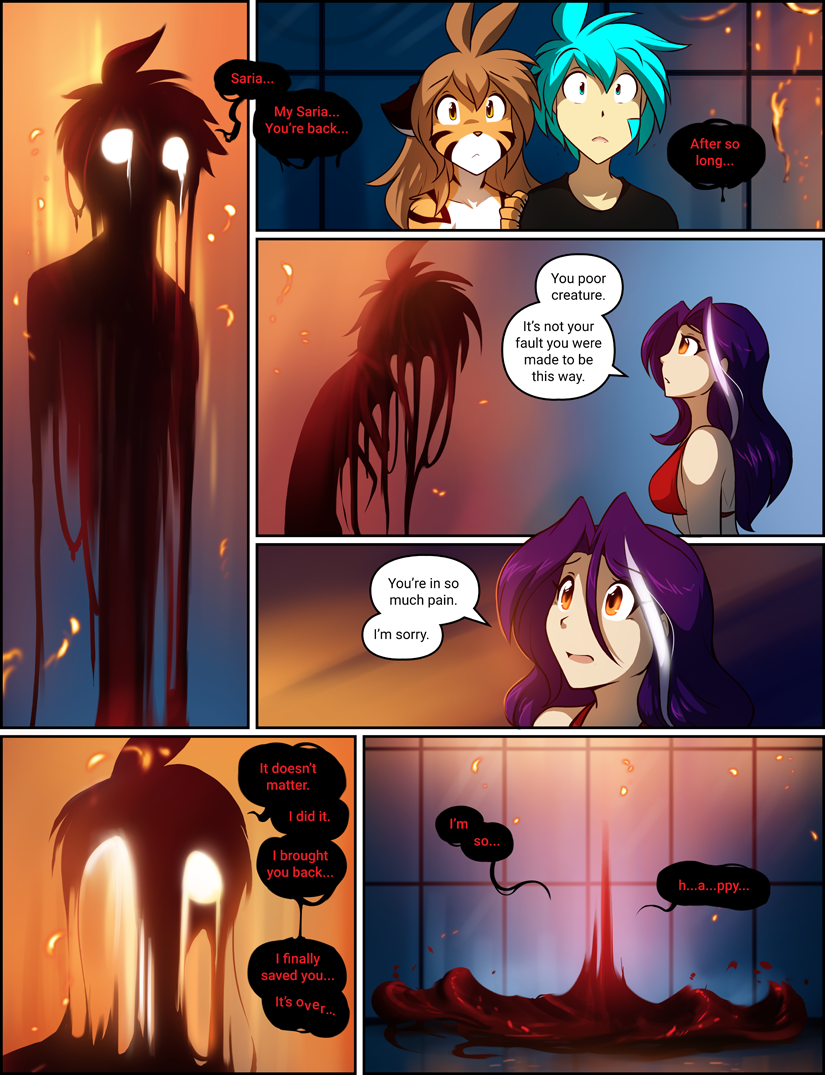 Saria...
My Saria...
You're back...
After so
long...
You poor
creature.
It's not your
fault you were
made to be
this way.
You're in so
much pain.
I'm sorry.
It doesn't
matter.
I did it.
I brought
you back...
I finally
saved you...
It's over...
I'm
so...
h...a...ppy...